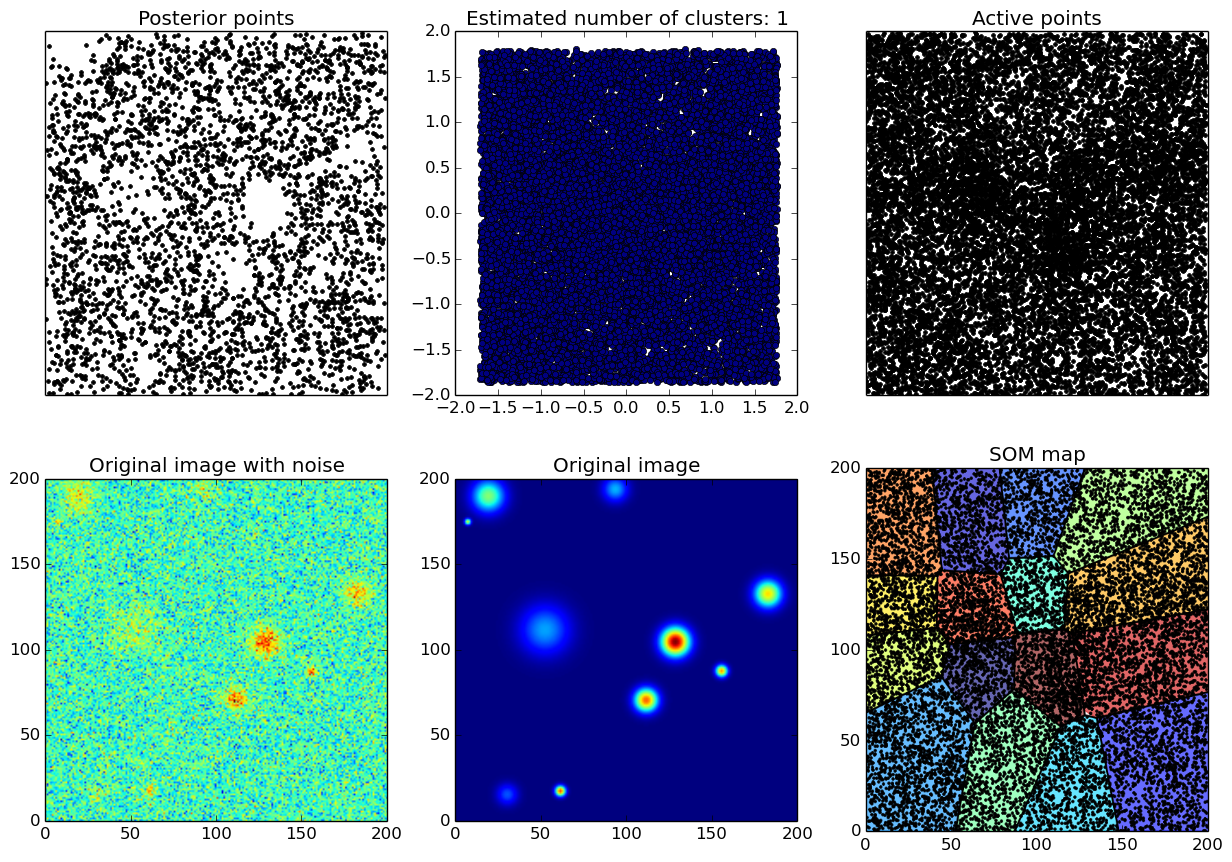 Posterior points
Estimated number of clusters: 1
Active points
2.0
1.5
1.0
0.5
0.0
−0.5
−1.0
−1.5
−2.0
−2.0 −1.5 −1.0 −0.5 0.0 0.5 1.0 1.5 2.0
Original image with noise
Original image
SOM map
200
150
100
50
0
0 50 100 150 200
200
150
100
50
0
0 50 100 150 200
200
150
100
50
0
0 50 100 150 200